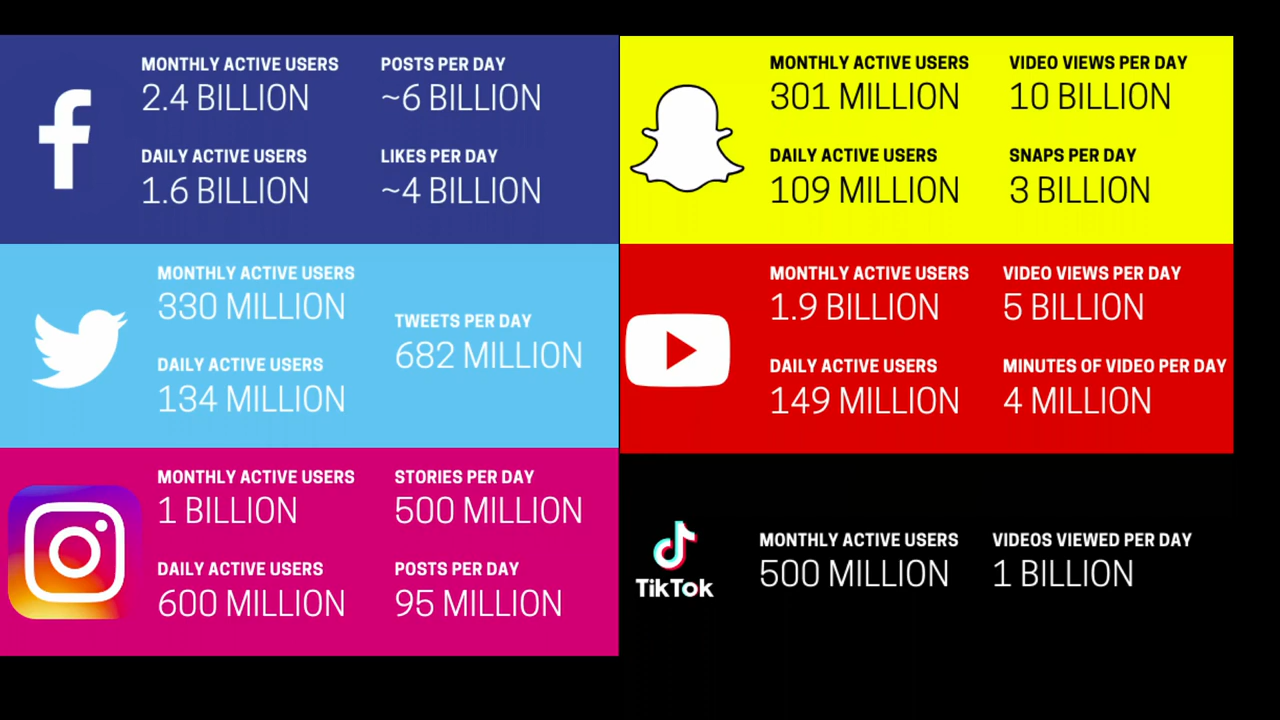 MONTHLY ACTIVE USERS
2.4 BILLION
POSTS PER DAY
~6 BILLION
DAILY ACTIVE USERS
1.6 BILLION
LIKES PER DAY
~4 BILLION
MONTHLY ACTIVE USERS
301 MILLION
VIDEO VIEWS PER DAY
10 BILLION
DAILY ACTIVE USERS
109 MILLION
SNAPS PER DAY
3 BILLION
MONTHLY ACTIVE USERS
330 MILLION
DAILY ACTIVE USERS
134 MILLION
TWEETS PER DAY
682 MILLION
MONTHLY ACTIVE USERS
1.9 BILLION
VIDEO VIEWS PER DAY
5 BILLION
DAILY ACTIVE USERS
149 MILLION
MINUTES OF VIDEO PER DAY
4 MILLION
MONTHLY ACTIVE USERS
1 BILLION
STORIES PER DAY
500 MILLION
DAILY ACTIVE USERS
600 MILLION
POSTS PER DAY
95 MILLION
TikTok
MONTHLY ACTIVE USERS
500 MILLION
VIDEOS VIEWED PER DAY
1 BILLION